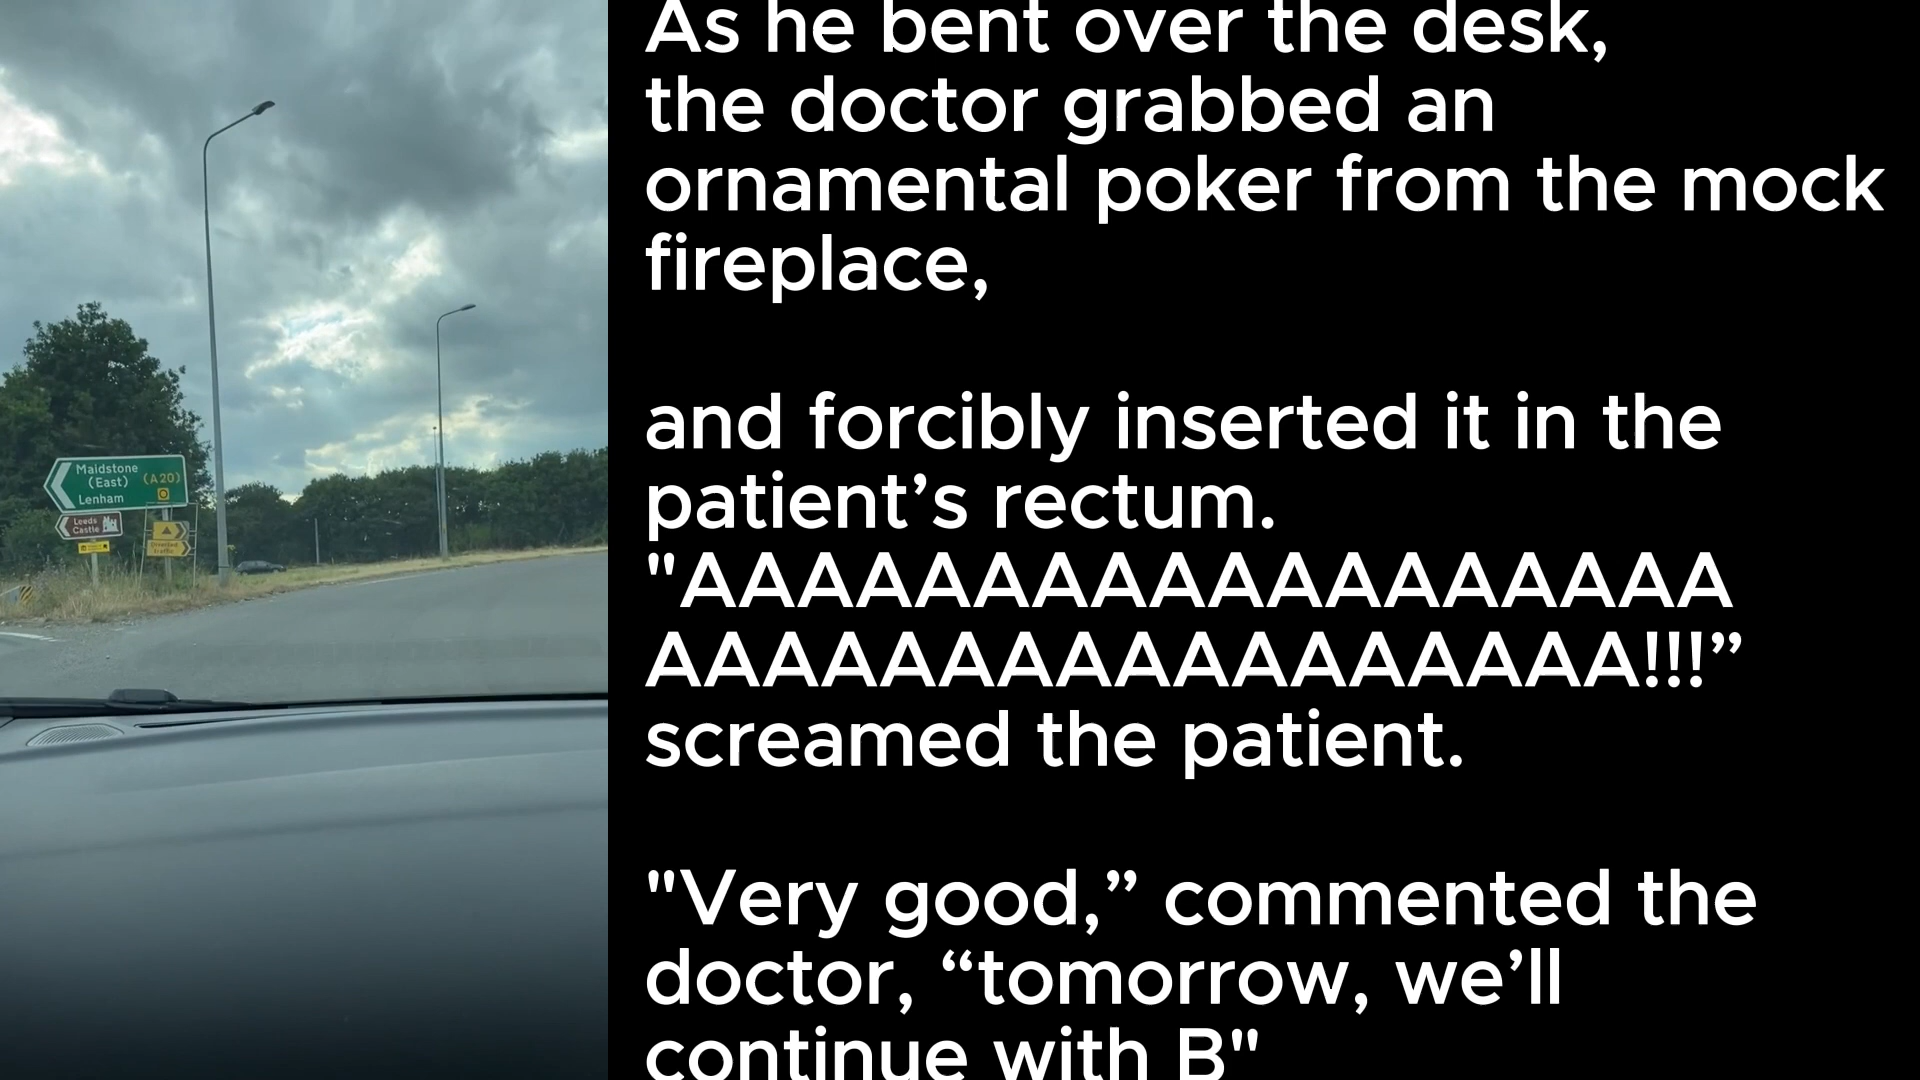 As he bent over the desk,
the doctor grabbed an
ornamental poker from the mock
fireplace,
and forcibly inserted it in the
patient’s rectum.
"AAAAAAAAAAAAAAAAAA
AAAAAAAAAAAAAAAAA!!!”
screamed the patient.
"Very good,” commented the
doctor, “tomorrow, we’ll
continue with B"
Maidstone
(East) (A20)
Lenham
Leeds
Castle
Diverted
traffic